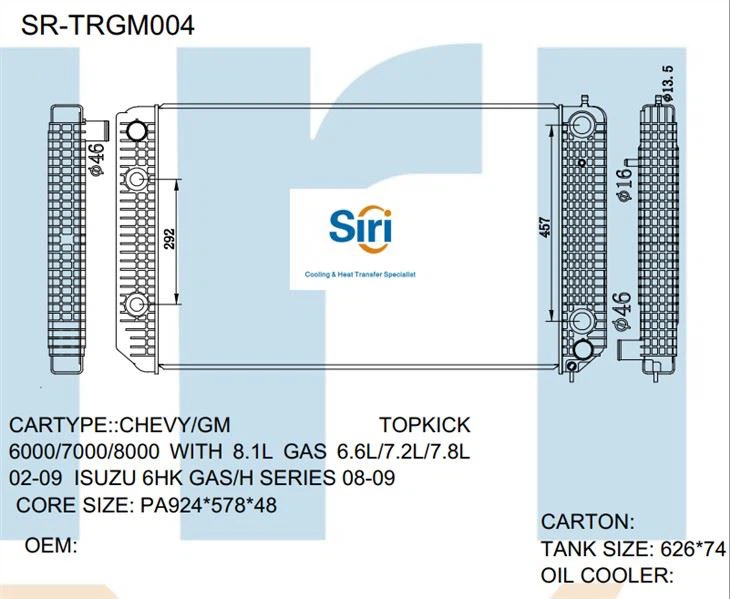 SR-TRGM004
ϕ46
292
Siri
Cooling & Heat Transfer Specialist
457
ϕ13.5
ϕ16
ϕ46
CARTYPE::CHEVY/GM TOPKICK
6000/7000/8000 WITH 8.1L GAS 6.6L/7.2L/7.8L
02-09 ISUZU 6HK GAS/H SERIES 08-09
CORE SIZE: PA924*578*48
OEM:
CARTON:
TANK SIZE: 626*74
OIL COOLER: